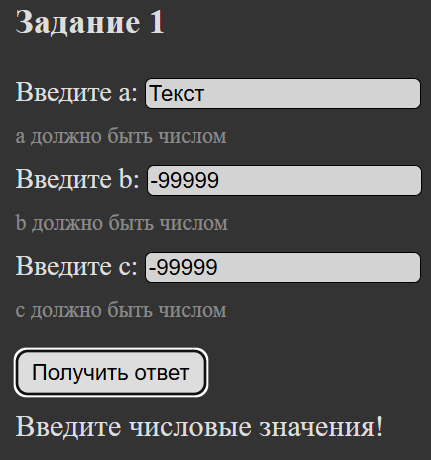 Задание 1
Введите a: Текст
a должно быть числом
Введите b: -99999
b должно быть числом
Введите c: -99999
c должно быть числом
Получить ответ
Введите числовые значения!